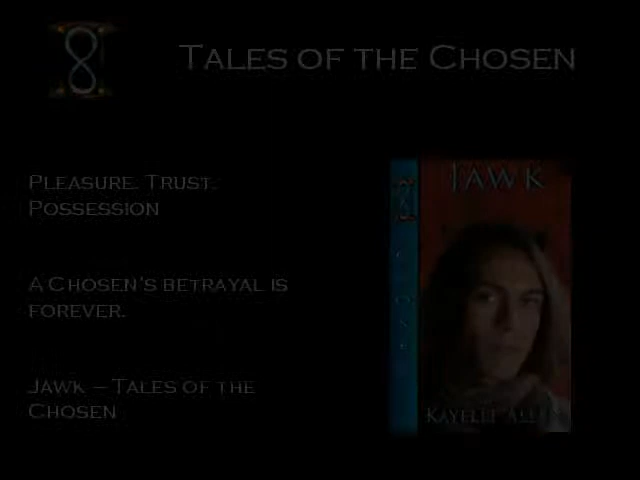 TALES OF THE CHOSEN
PLEASURE. TRUST.
POSSESSION
A CHOSEN'S BETRAYAL IS
FOREVER.
JAWK – TALES OF THE
CHOSEN
JAWK
CHOSEN
KAYELLE ALLEN